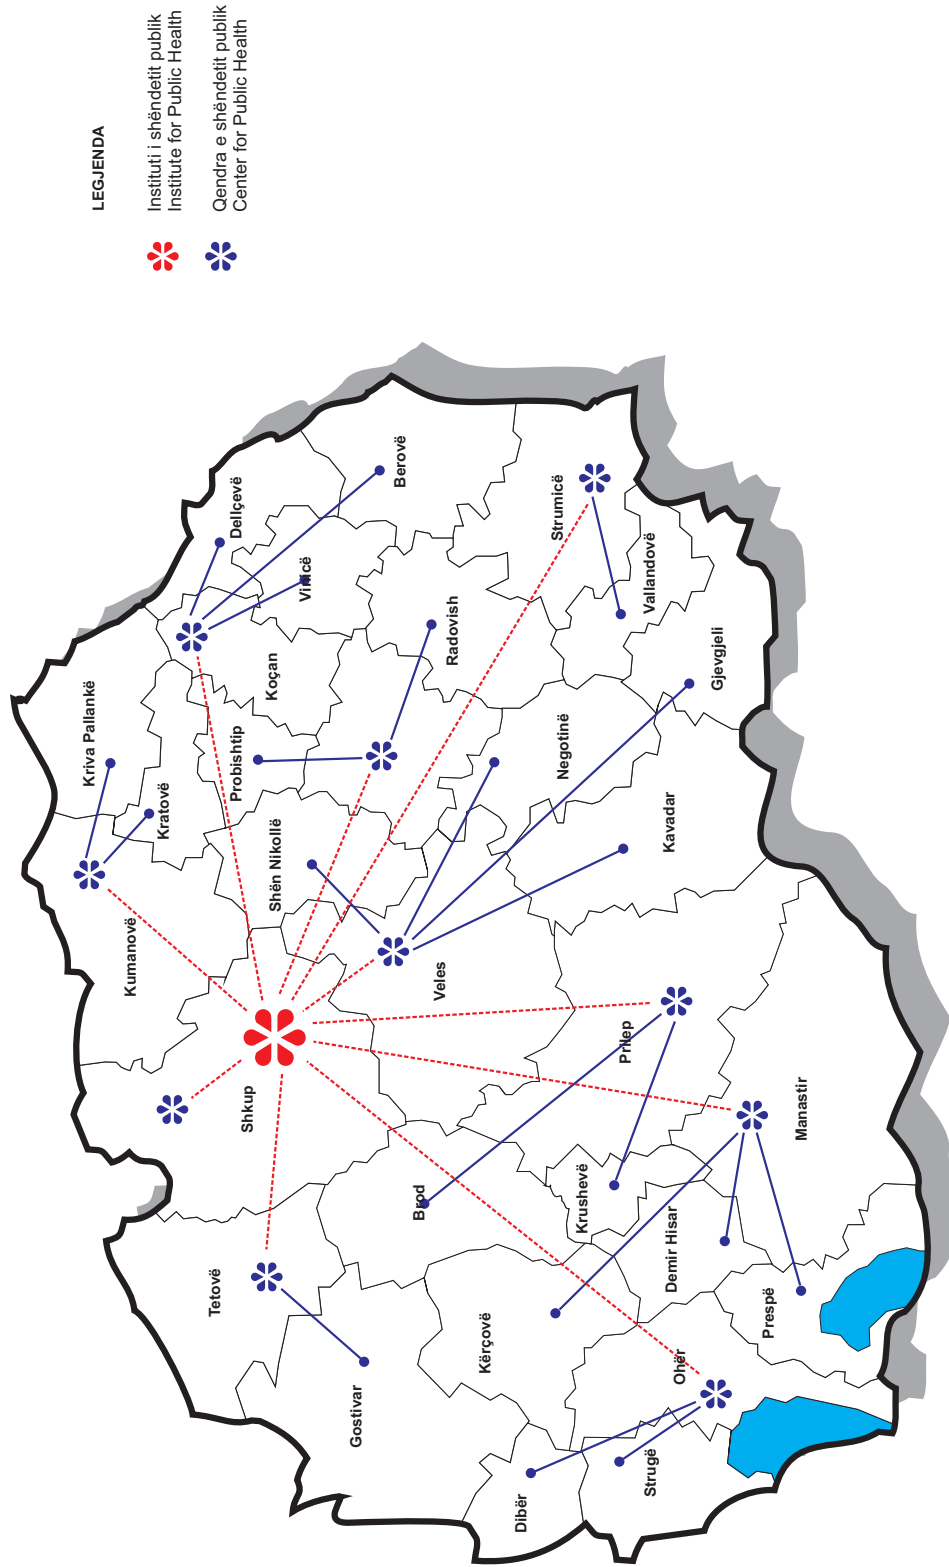 LEGJENDA
Instituti i shëndetit publik
Institute for Public Health
Qendra e shëndetit publik
Center for Public Health
Kriva Pallankë
Kratovë
Kumanovë
Dellçevë
Berovë
Vinicë
Koçan
Probishtip
Shën Nikollë
Radovish
Strumicë
Vallandovë
Gjevgjeli
Negotinë
Kavadar
Veles
Shkup
Tetovë
Gostivar
Brod
Prilep
Krushevë
Kërçovë
Demir Hisar
Manastir
Prespë
Ohër
Strugë
Dibër